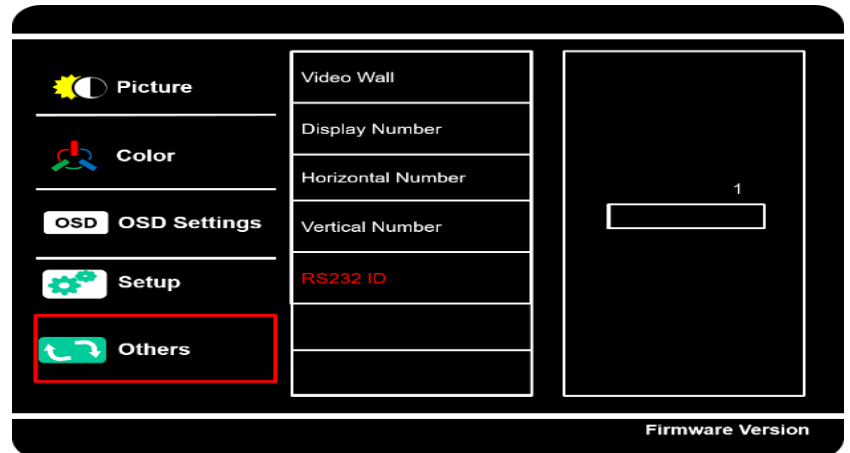 Picture
Color
OSD OSD Settings
Setup
Others
Video Wall
Display Number
Horizontal Number
Vertical Number
RS232 ID
1
Firmware Version